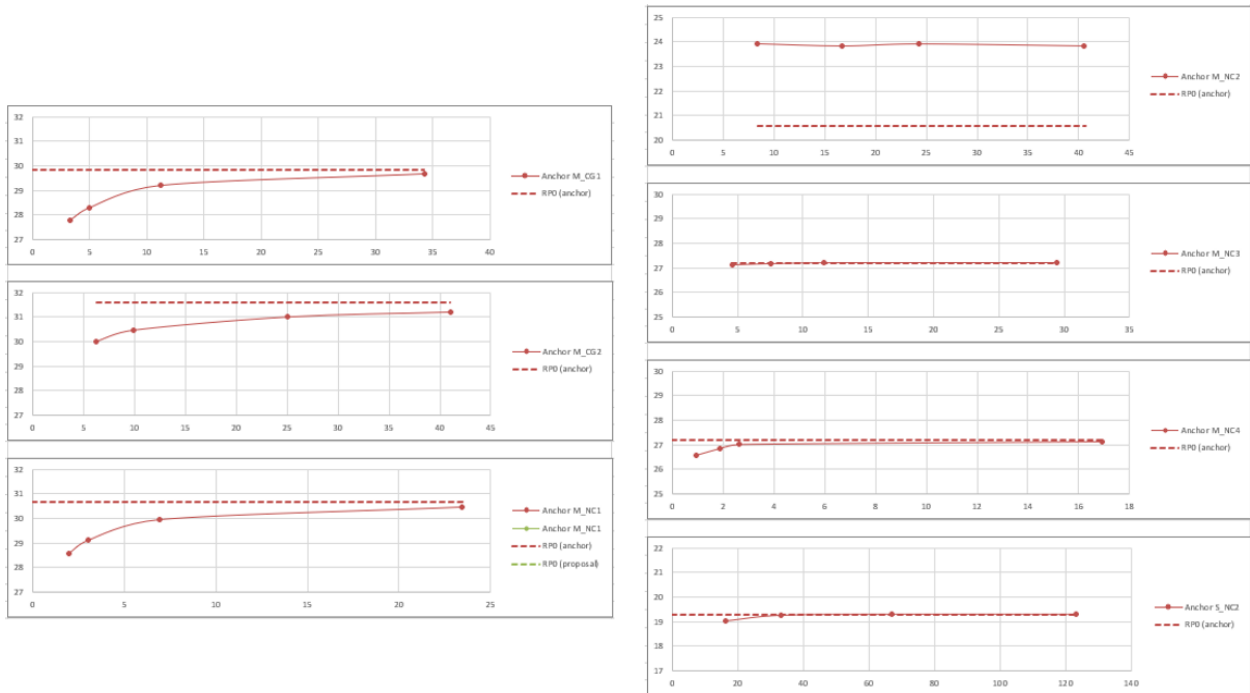 32
31
30
29
28
27
0 5 10 15 20 25 30 35 40
Anchor M_CG1
RP0 (anchor)
32
31
30
29
28
27
0 5 10 15 20 25 30 35 40 45
Anchor M_CG2
RP0 (anchor)
32
31
30
29
28
27
0 5 10 15 20 25
Anchor M_NC1
Anchor M_NC1
RP0 (anchor)
RP0 (proposal)
25
24
23
22
21
20
0 5 10 15 20 25 30 35 40 45
Anchor M_NC2
RP0 (anchor)
30
29
28
27
26
25
0 5 10 15 20 25 30 35
Anchor M_NC3
RP0 (anchor)
30
29
28
27
26
25
0 2 4 6 8 10 12 14 16 18
Anchor M_NC4
RP0 (anchor)
22
21
20
19
18
17
0 20 40 60 80 100 120 140
Anchor S_NC2
RP0 (anchor)